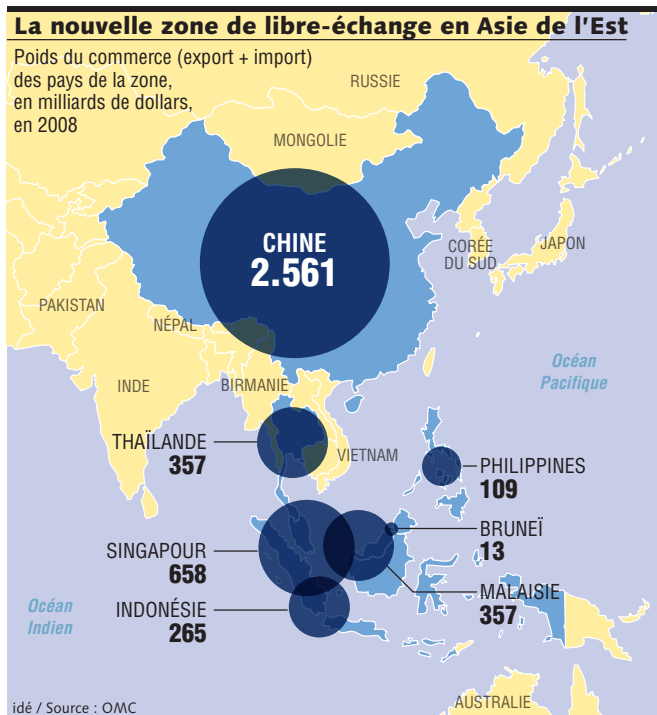 La nouvelle zone de libre-échange en Asie de l'Est
Poids du commerce (export + import)
des pays de la zone,
en milliards de dollars,
en 2008
RUSSIE
MONGOLIE
CHINE
2.561
CORÉE
DU SUD
JAPON
PAKISTAN
NÉPAL
INDE
BIRMANIE
Océan
Pacifique
THAÏLANDE
357
VIETNAM
PHILIPPINES
109
SINGAPOUR
658
BRUNEÏ
13
MALAISIE
357
INDONÉSIE
265
Océan
Indien
AUSTRALIE
idé / Source : OMC